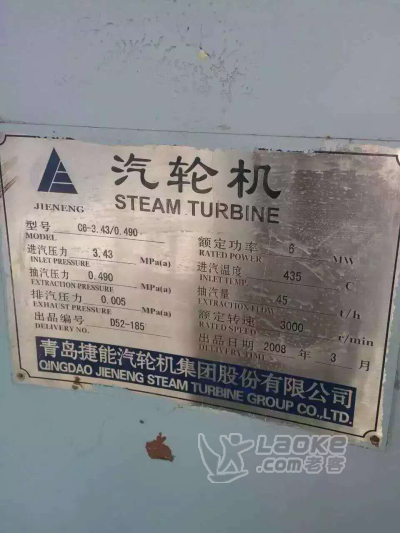 汽轮机
JIENENG
STEAM TURBINE
型号 C6-3.43/0.490 额定功率 6 MW
MODEL RATED POWER
进汽压力 3.43 MPa(a) 进汽温度 435 C
INLET PRESSURE INLET TEMP.
抽汽压力 0.490 MPa(a) 抽汽量 45 t/h
EXTRACTION PRESSURE EXTRACTION FLOW
排汽压力 0.005 MPa(a) 额定转速 3000 r/min
EXHAUST PRESSURE RATED SPEED
出品编号 D52-185 出品日期 2008 年 3 月
DELIVERY NO. DELIVERY TIME
青岛捷能汽轮机集团股份有限公司
QINGDAO JIENENG STEAM TURBINE GROUP CO.,LTD.
Laoke
.com老客